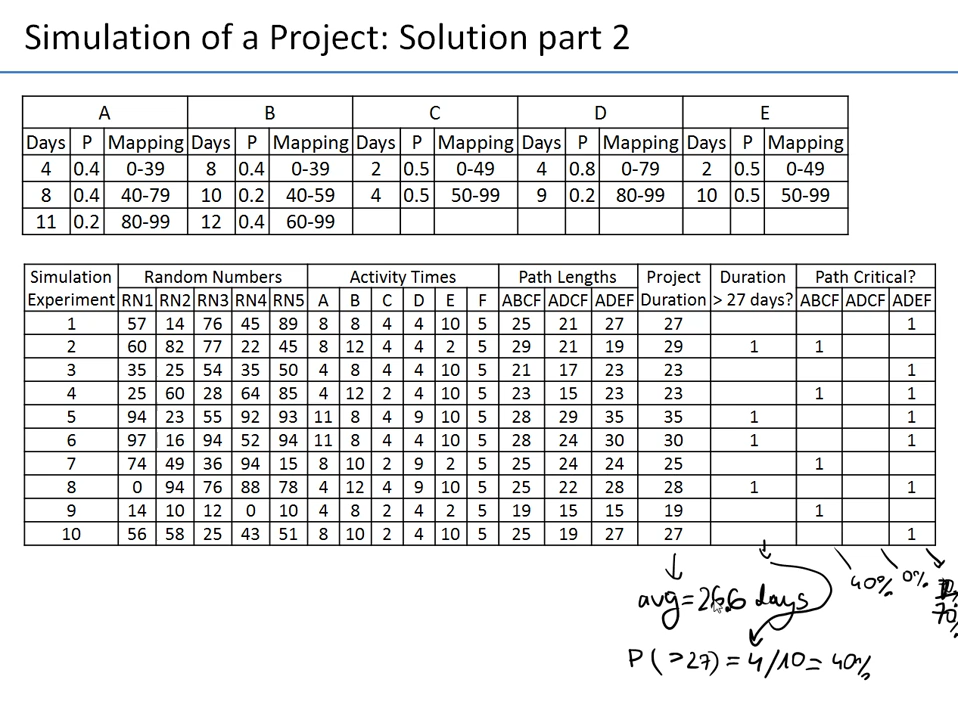 Simulation of a Project: Solution part 2
A B C D E
Days P Mapping Days P Mapping Days P Mapping Days P Mapping Days P Mapping
4 0.4 0-39 8 0.4 0-39 2 0.5 0-49 4 0.8 0-79 2 0.5 0-49
8 0.4 40-79 10 0.2 40-59 4 0.5 50-99 9 0.2 80-99 10 0.5 50-99
11 0.2 80-99 12 0.4 60-99
Simulation Random Numbers Activity Times Path Lengths Project Duration Path Critical?
Experiment RN1 RN2 RN3 RN4 RN5 A B C D E F ABCF ADCF ADEF Duration > 27 days? ABCF ADCF ADEF
1 57 14 76 45 89 8 8 4 4 10 5 25 21 27 27 1
2 60 82 77 22 45 8 12 4 4 2 5 29 21 19 29 1 1
3 35 25 54 35 50 4 8 4 4 10 5 21 17 23 23 1
4 25 60 28 64 85 4 12 2 4 10 5 23 15 23 23 1 1
5 94 23 55 92 93 11 8 4 9 10 5 28 29 35 35 1 1
6 97 16 94 52 94 11 8 4 4 10 5 28 24 30 30 1 1
7 74 49 36 94 15 8 10 2 9 2 5 25 24 24 25 1
8 0 94 76 88 78 4 12 4 9 10 5 25 22 28 28 1 1
9 14 10 12 0 10 4 8 2 4 2 5 19 15 15 19 1
10 56 58 25 43 51 8 10 2 4 10 5 25 19 27 27 1
40% 0%
avg = 26.6 days 70%
P(>27) = 4/10 = 40%